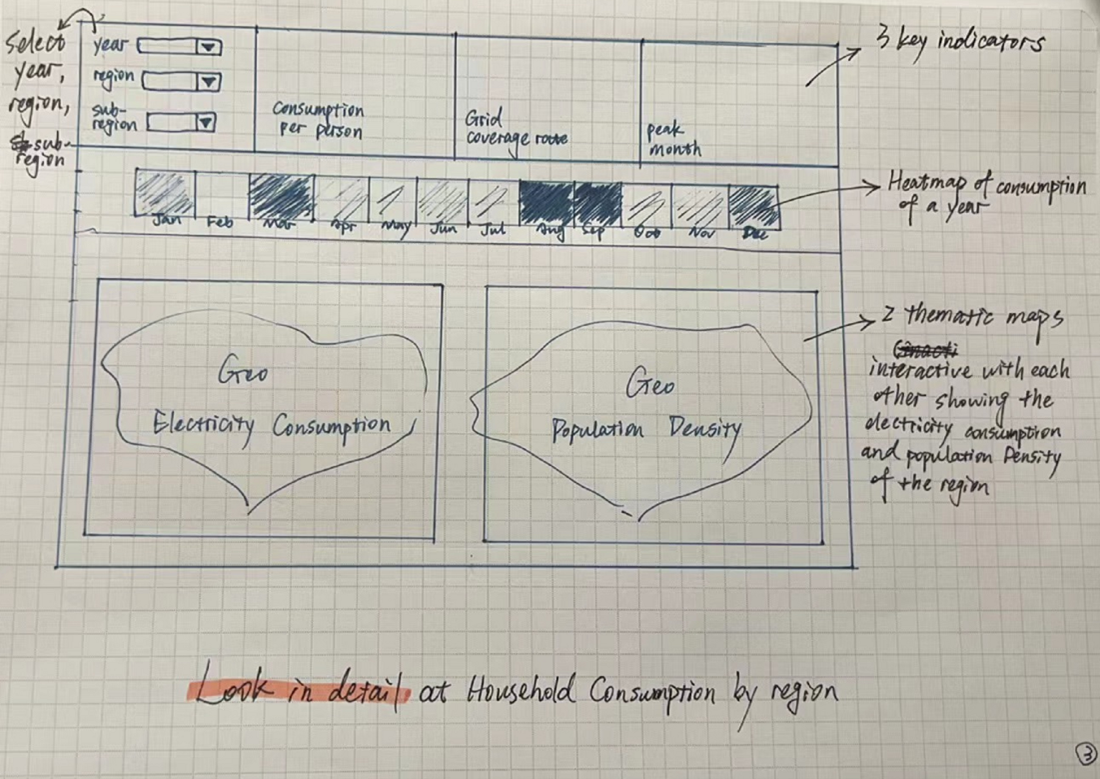 Select
year,
region,
sub-
region
year
region
sub-
region
Consumption
per person
Grid
coverage rate
peak
month
3 key indicators
Jan Feb Mar Apr May Jun Jul Aug Sep Oct Nov Dec
Heatmap of consumption
of a year
Geo
Electricity Consumption
Geo
Population Density
2 thematic maps
interactive with each
other showing the
electricity consumption
and population Density
of the region
Look in detail at Household Consumption by region
3